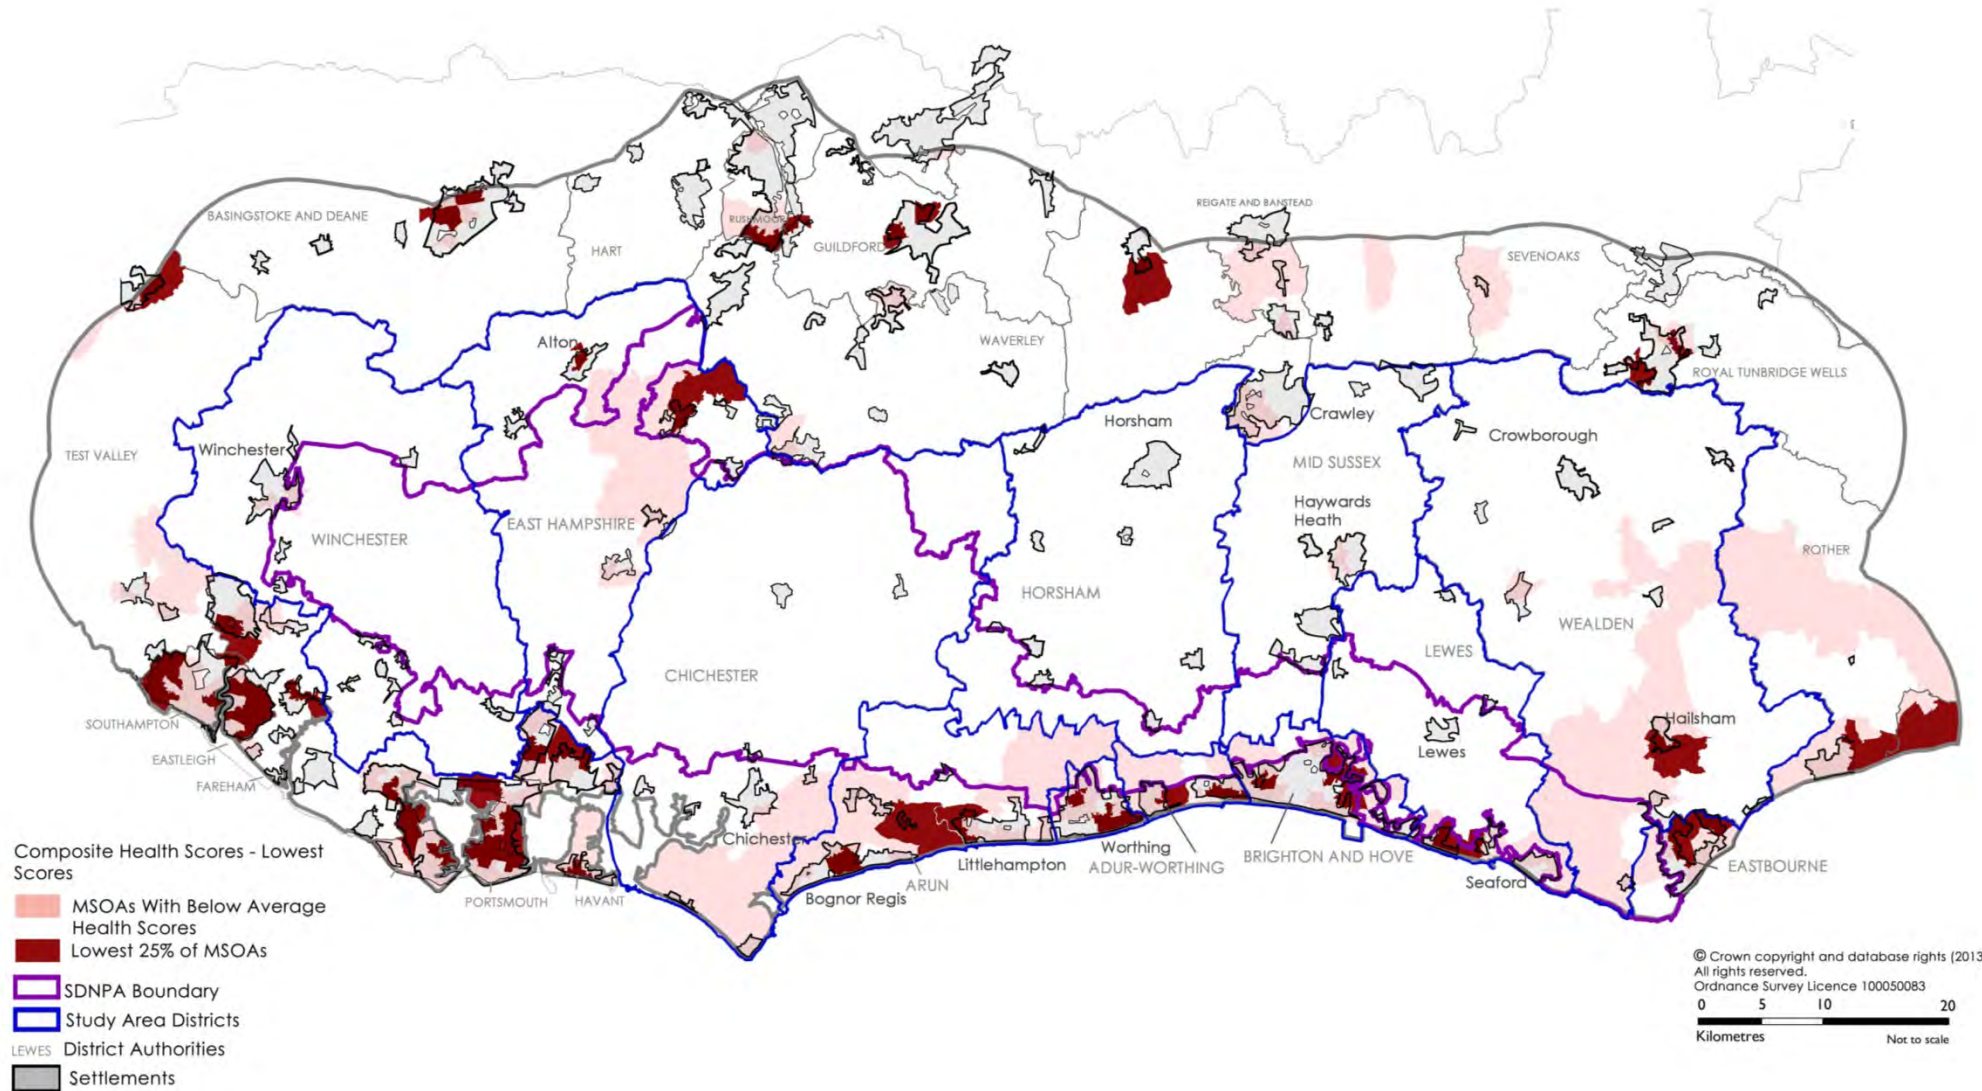 BASINGSTOKE AND DEANE
HART
RUSHMOOR
GUILDFORD
REIGATE AND BANSTEAD
SEVENOAKS
Alton
WAVERLEY
ROYAL TUNBRIDGE WELLS
TEST VALLEY
Winchester
Horsham
Crawley
Crowborough
MID SUSSEX
WINCHESTER
EAST HAMPSHIRE
Haywards
Heath
ROTHER
HORSHAM
WEALDEN
CHICHESTER
LEWES
SOUTHAMPTON
Hailsham
EASTLEIGH
Lewes
FAREHAM
Chichester
Littlehampton
Worthing
ADUR-WORTHING
BRIGHTON AND HOVE
EASTBOURNE
ARUN
Seaford
PORTSMOUTH
HAVANT
Bognor Regis
Composite Health Scores - Lowest
Scores
MSOAs With Below Average
Health Scores
Lowest 25% of MSOAs
SDNPA Boundary
Study Area Districts
LEWES District Authorities
Settlements
© Crown copyright and database rights (2013
All rights reserved.
Ordnance Survey Licence 100050083
0 5 10 20
Kilometres
Not to scale